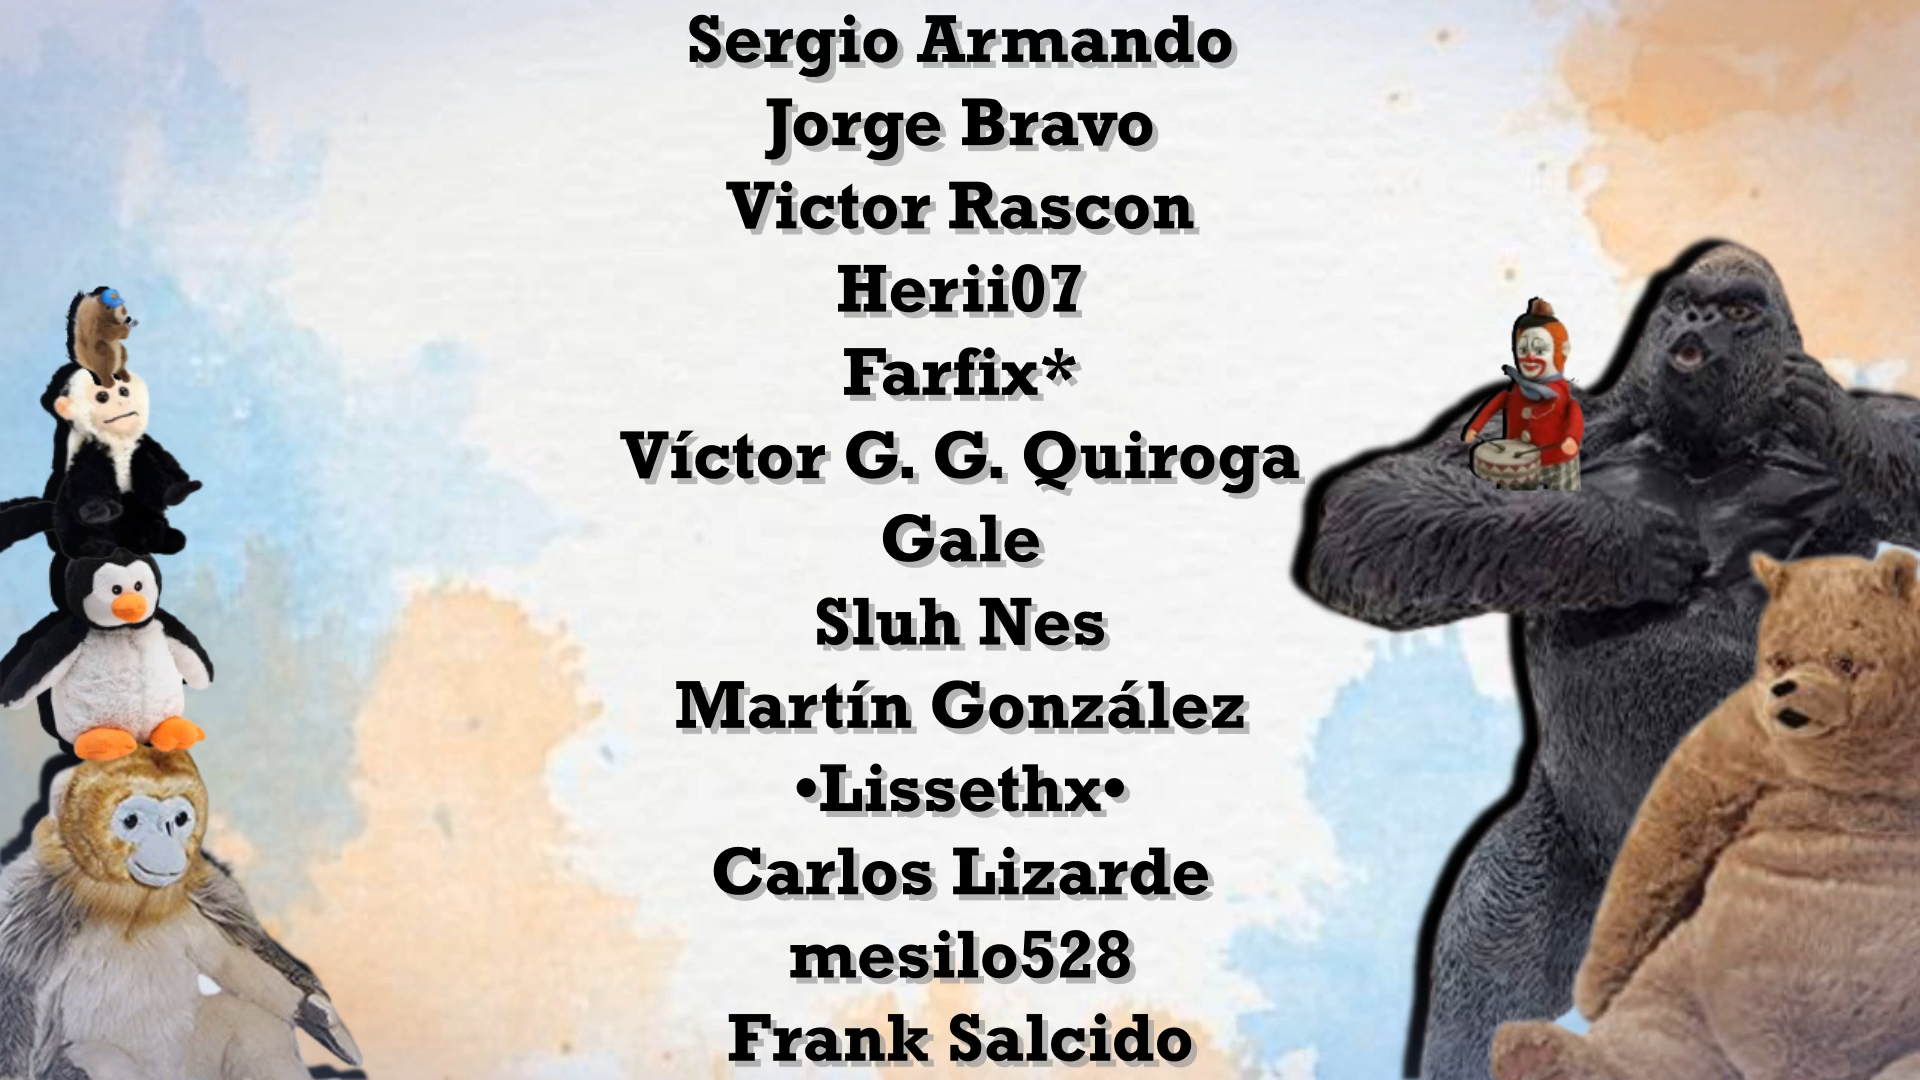 Sergio Armando
Jorge Bravo
Victor Rascon
Herii07
Farfix*
Víctor G. G. Quiroga
Gale
Sluh Nes
Martín González
•Lissethx•
Carlos Lizarde
mesilo528
Frank Salcido